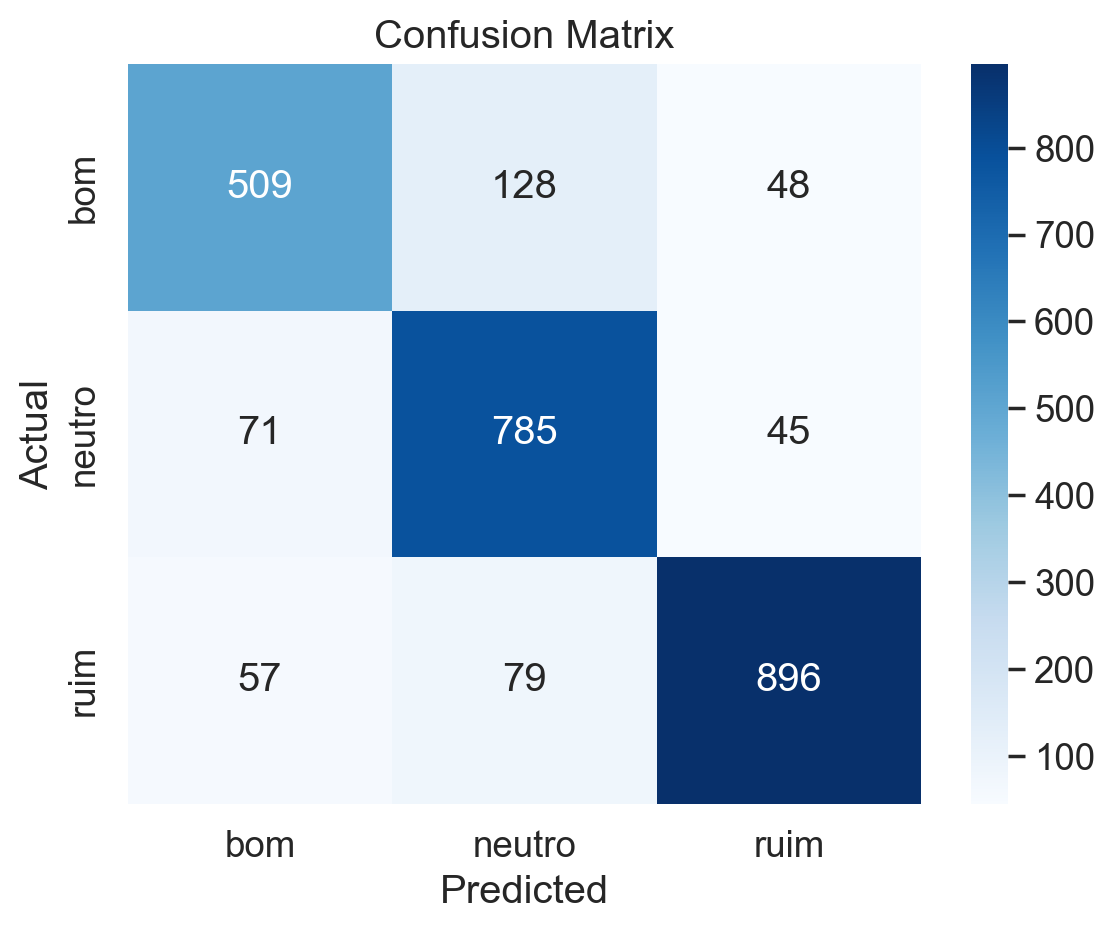 Confusion Matrix
Actual
bom
509 128 48
neutro
71 785 45
ruim
57 79 896
bom neutro ruim
Predicted
800
700
600
500
400
300
200
100